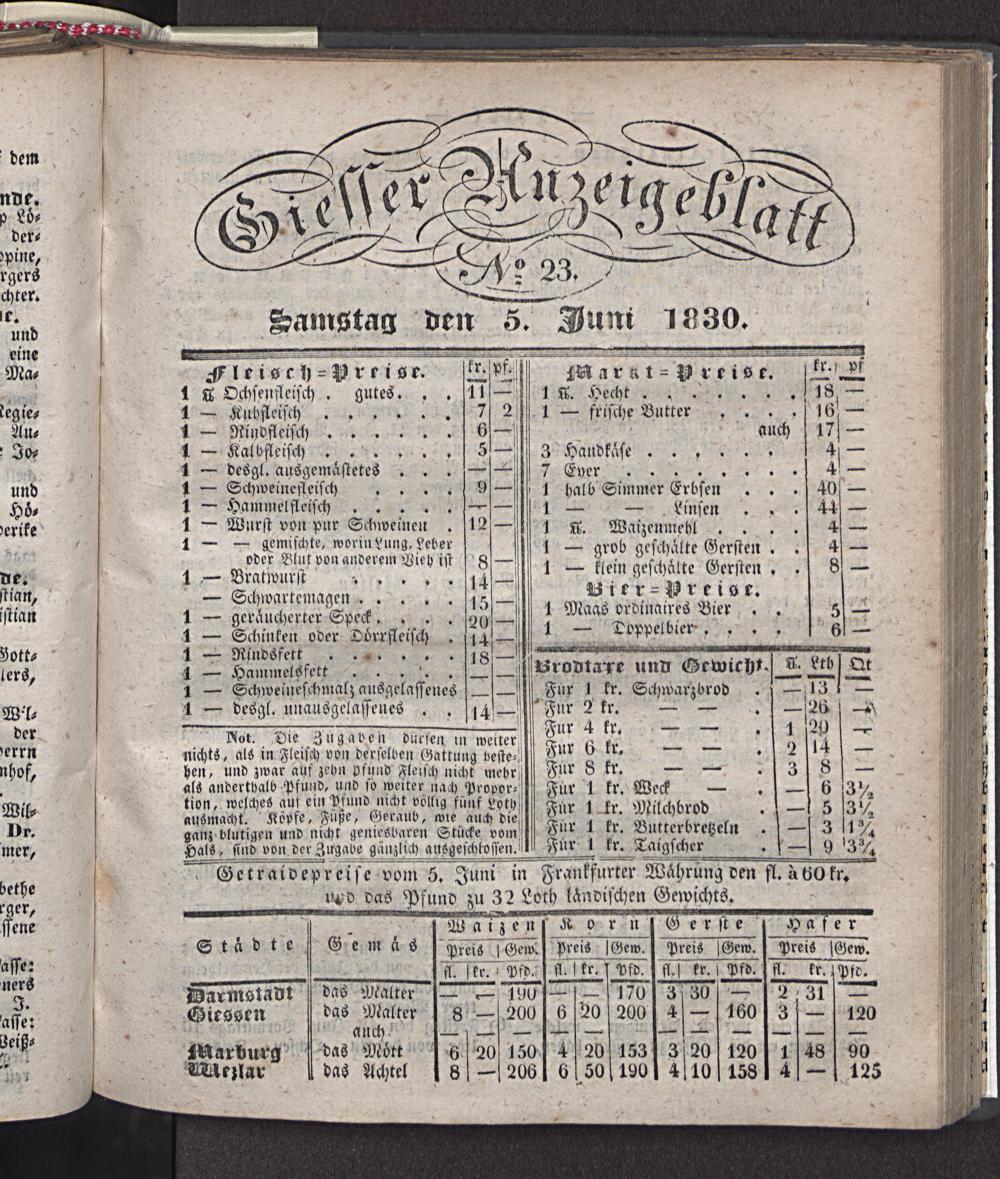 Giesser Anzeigeblatt
No. 23.
Samstag den 5. Juni 1830.
Fleisch-Preise. kr. pf.
1 ℔ Ochsenfleisch . gutes. . . 11 —
1 — Kuhfleisch . . . . . . 7 2
1 — Rindfleisch . . . . . . 6 —
1 — Kalbfleisch . . . . . . 5 —
1 — desgl. ausgemästetes . . . — —
1 — Schweinefleisch . . . . 9 —
1 — Hammelfleisch . . . . . — —
1 — Wurst von pur Schweinen . 12 —
1 — — gemischte, worin Lung, Leber
oder Blut von anderem Vieh ist 8 —
1 — Bratwurst . . . . . 14 —
— Schwartemagen . . . . . 15 —
1 — geräucherter Speck . . . . 20 —
1 — Schinken oder Dörrfleisch . 14 —
1 — Rindsfett . . . . . . 18 —
1 — Hammelsfett . . . . . — —
1 — Schweineschmalz ausgelassenes — —
1 — desgl. unausgelassenes . . 14 —
Not. Die Zugaben dürfen in weiter
nichts, als in Fleisch von derselben Gattung beste-
hen, und zwar auf zehn pfund Fleisch nicht mehr
als anderthalb Pfund, und so weiter nach Propor-
tion, welches auf ein Pfund nicht völlig fünf Loth
ausmacht. Köpfe, Füße, Geraub, wie auch die
ganz blutigen und nicht geniesbaren Stücke vom
Hals, sind von der Zugabe gänzlich ausgeschlossen.
Markt-Preise. kr. pf
1 ℔. Hecht . . . . . . . 18 —
1 — frische Butter . . . . 16 —
auch 17 —
3 Handkäse . . . . . . 4 —
7 Eyer . . . . . . . 4 —
1 halb Simmer Erbsen . . . 40 —
1 — — Linsen . . . 44 —
1 ℔. Waizenmehl . . . . 4 —
1 — grob geschälte Gersten . . 4 —
1 — klein geschälte Gersten . . 8 —
Bier-Preise.
1 Maas ordinaires Bier . . 5 —
1 — Doppelbier . . . . 6 —
Brodtaxe und Gewicht. ℔. Lth Qt
Für 1 kr. Schwarzbrod . — 13 —
Für 2 kr. — — . — 26 —
Für 4 kr. — — . 1 29 —
Für 6 kr. — — . 2 14 —
Für 8 kr. — — . 3 8 —
Für 1 kr. Weck — . — 6 3½
Für 1 kr. Milchbrod . — 5 3½
Für 1 kr. Butterbretzeln . — 3 1¾
Für 1 kr. Taigscher . — 9 3¾
Getraidepreise vom 5. Juni in Frankfurter Währung den fl. à 60 kr.
und das Pfund zu 32 Loth ländischen Gewichts.
Städte Gemäs Waizen Korn Gerste Hafer
Preis Gew. Preis Gew. Preis Gew. Preis Gew.
fl. kr. Pfd. fl. kr. Pfd. fl. kr. Pfd. fl. kr. Pfd.
Darmstadt das Malter — — 190 — — 170 3 30 — 2 31 —
Giessen das Malter 8 — 200 6 20 200 4 — 160 3 — 120
auch — — — — — — — — — — — —
Marburg das Mött 6 20 150 4 20 153 3 20 120 1 48 90
Wezlar das Achtel 8 — 206 6 50 190 4 10 158 4 — 125